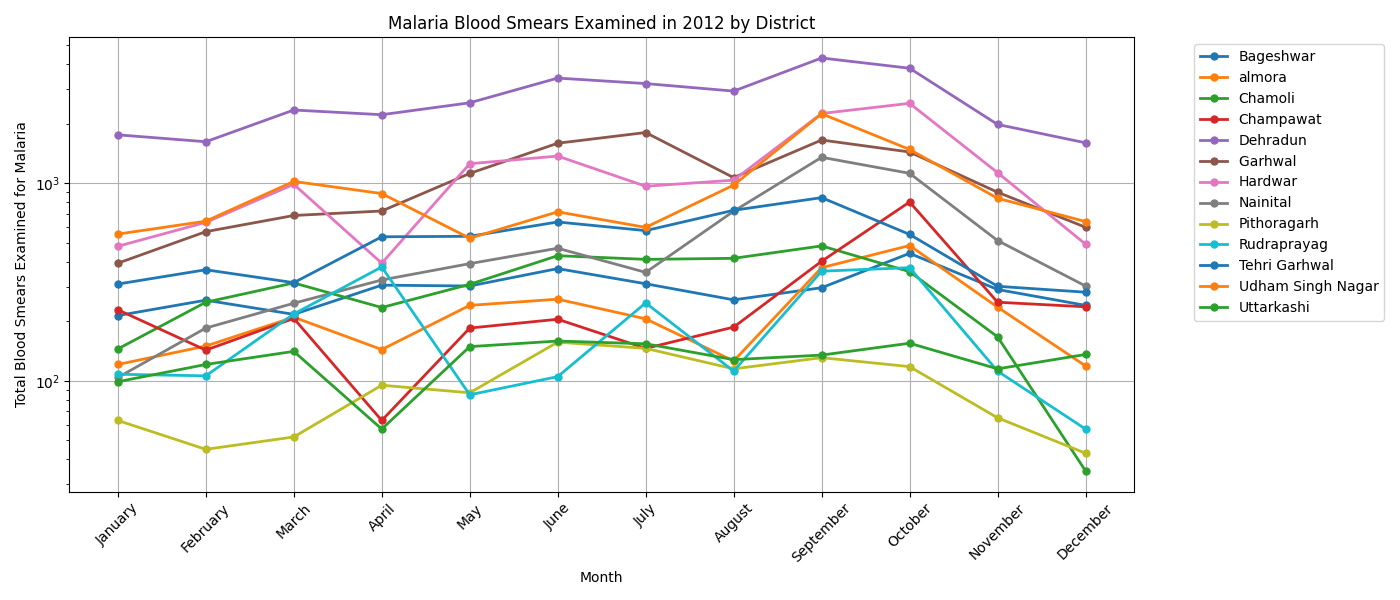 Malaria Blood Smears Examined in 2012 by District
Total Blood Smears Examined for Malaria
10³
10²
January
February
March
April
May
June
July
August
September
October
November
December
Month
Bageshwar
almora
Chamoli
Champawat
Dehradun
Garhwal
Hardwar
Nainital
Pithoragarh
Rudraprayag
Tehri Garhwal
Udham Singh Nagar
Uttarkashi